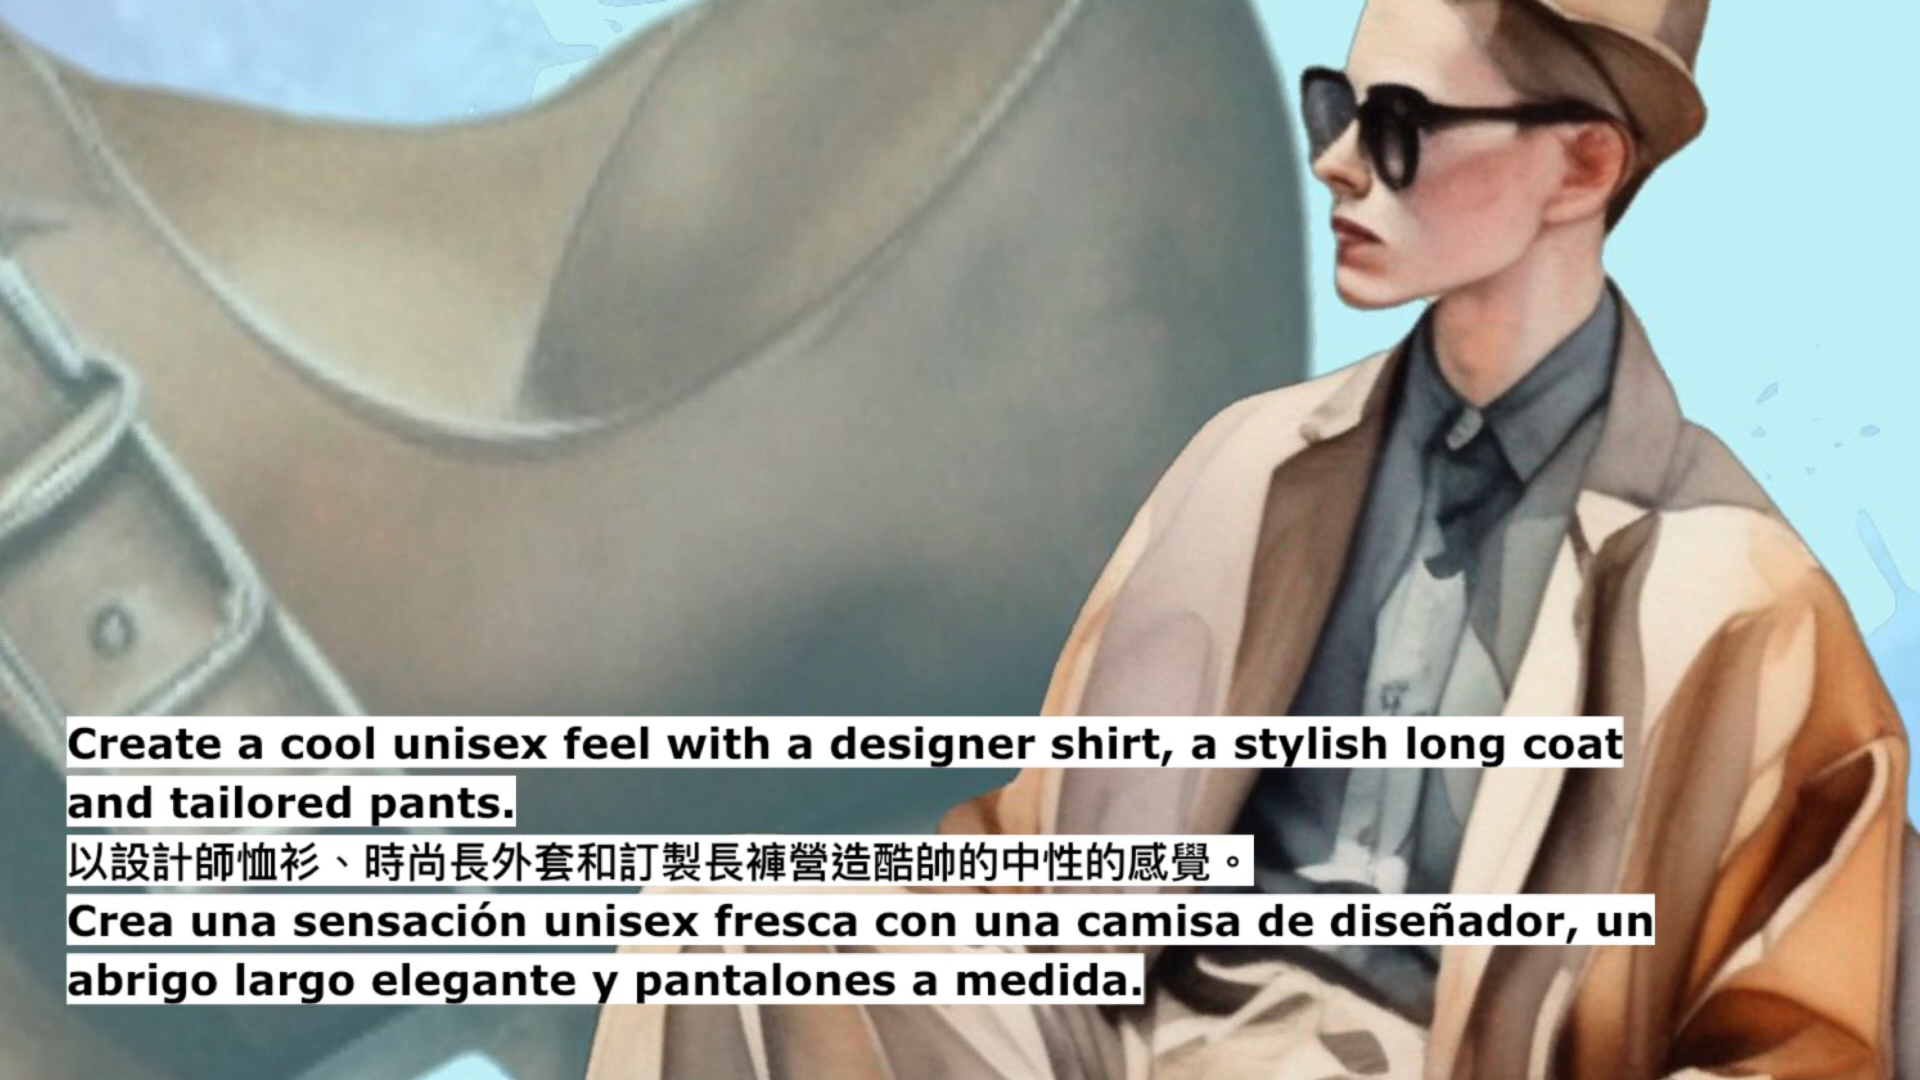 Create a cool unisex feel with a designer shirt, a stylish long coat
and tailored pants.
以設計師恤衫、時尚長外套和訂製長褲營造酷帥的中性的感覺。
Crea una sensación unisex fresca con una camisa de diseñador, un
abrigo largo elegante y pantalones a medida.